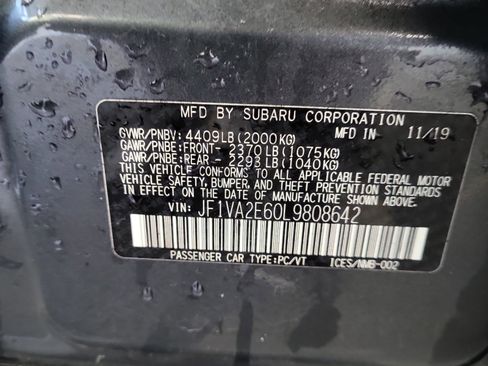 MFD BY SUBARU CORPORATION
GVWR/PNBV: 4409LB(2000KG) MFD IN 11/19
GAWR/PNBE:FRONT- 2370LB(1075KG)
GAWR/PNBE:REAR - 2293LB(1040KG)
THIS VEHICLE CONFORMS TO ALL APPLICABLE FEDERAL MOTOR
VEHICLE SAFETY, BUMPER, AND THEFT PREVENTION STANDARDS
IN EFFECT ON THE DATE OF MANUFACTURE SHOWN ABOVE.
VIN: JF1VA2E60L9808642
PASSENGER CAR TYPE:PC/VT ICES/NMB-002